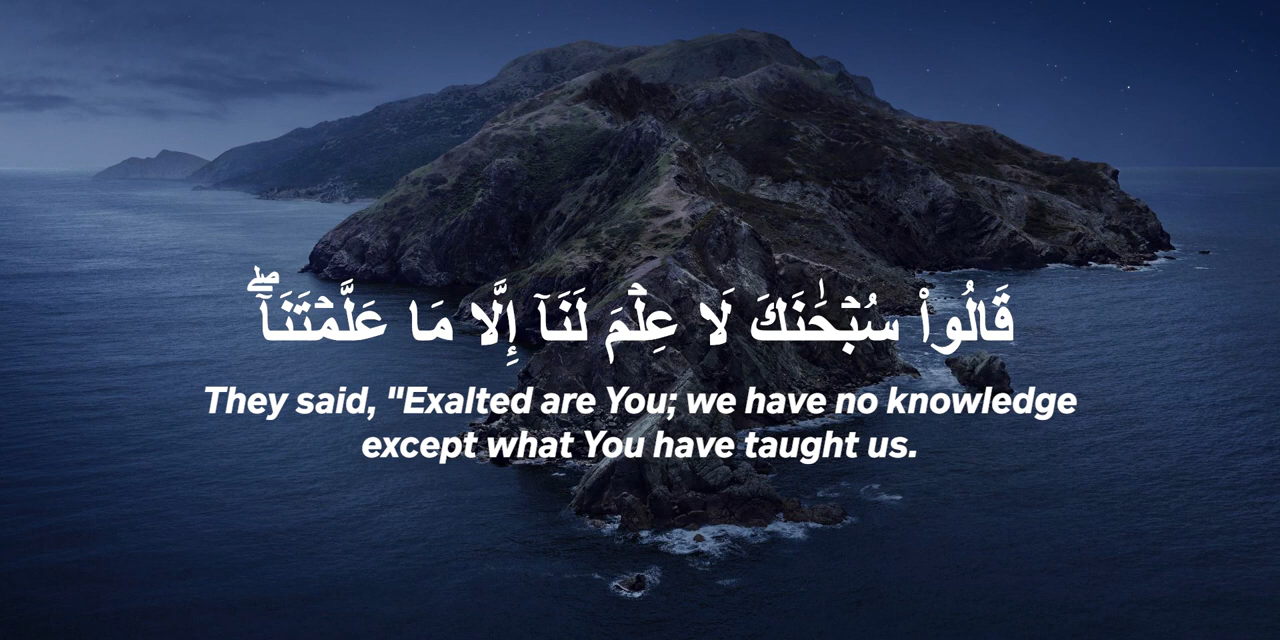 قَالُوا۟ سُبْحَٰنَكَ لَا عِلْمَ لَنَآ إِلَّا مَا عَلَّمْتَنَآ ۖ
They said, "Exalted are You; we have no knowledge
except what You have taught us.